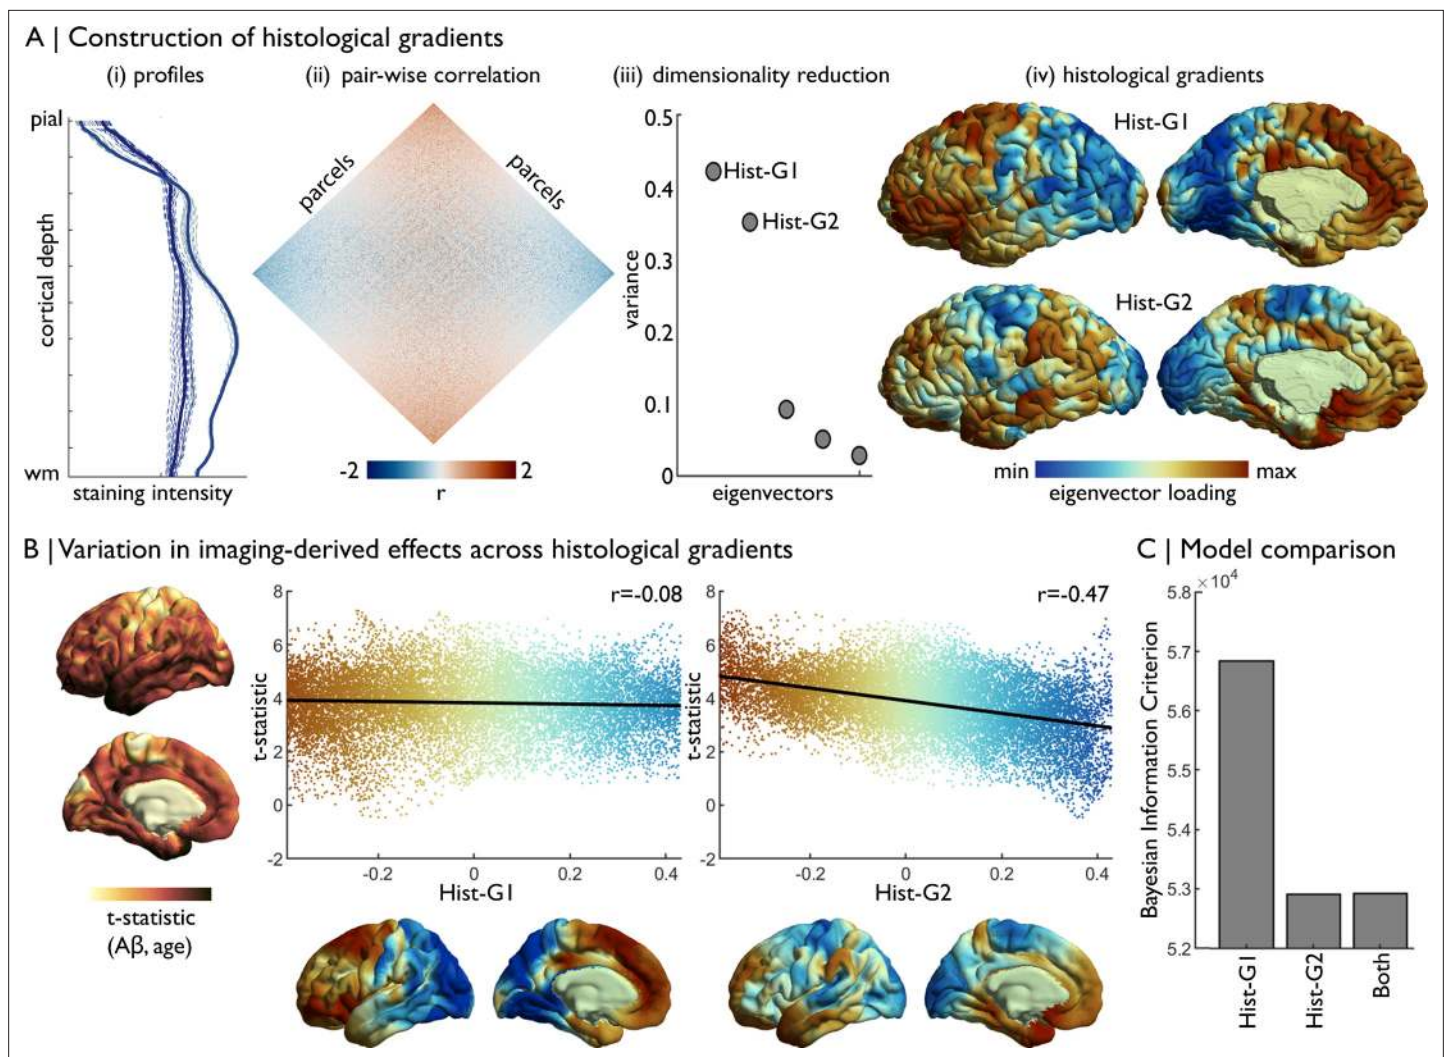 A | Construction of histological gradients
(i) profiles
(ii) pair-wise correlation
(iii) dimensionality reduction
(iv) histological gradients
pial
cortical depth
wm
staining intensity
parcels
parcels
-2
2
r
0.5
0.4
0.3
0.2
0.1
0
variance
Hist-G1
Hist-G2
eigenvectors
Hist-G1
Hist-G2
min
max
eigenvector loading
B | Variation in imaging-derived effects across histological gradients
t-statistic
(Aβ, age)
8
6
4
2
0
-2
t-statistic
r=-0.08
-0.2
0
0.2
0.4
Hist-G1
8
6
4
2
0
-2
t-statistic
r=-0.47
-0.2
0
0.2
0.4
Hist-G2
C | Model comparison
×10⁴
5.8
5.7
5.6
5.5
5.4
5.3
5.2
Bayesian Information Criterion
Hist-G1
Hist-G2
Both